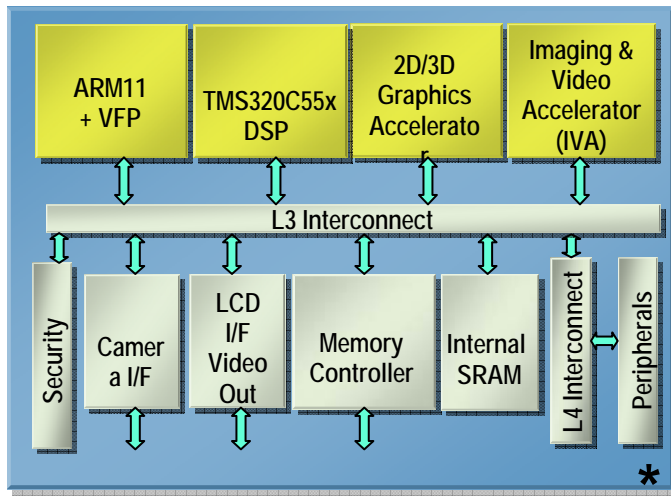 ARM11
+ VFP
TMS320C55x
DSP
2D/3D
Graphics
Accelerato
r
Imaging &
Video
Accelerator
(IVA)
L3 Interconnect
Security
Camer
a I/F
LCD
I/F
Video
Out
Memory
Controller
Internal
SRAM
L4 Interconnect
Peripherals
*